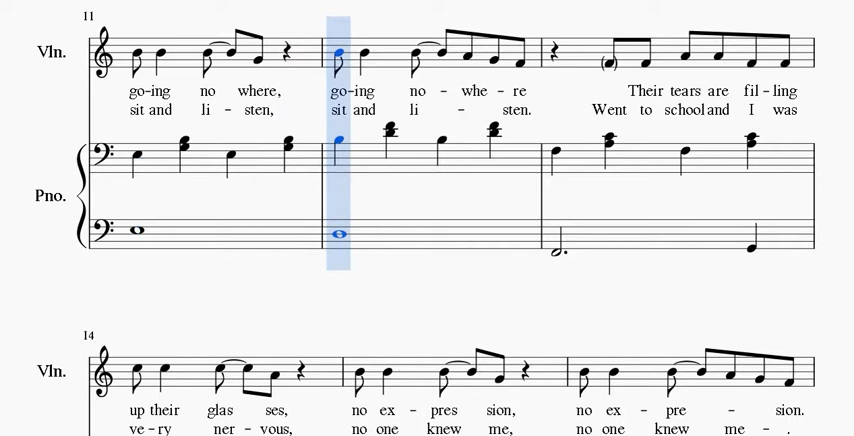 11
Vln.
go-ing no where, going no - whe - re Their tears are fil - ling
sit and li - sten, sit and li - sten. Went to school and I was
Pno.
14
Vln.
up their glas ses, no ex - pres sion, no ex - pre - sion.
ve - ry ner - vous, no one knew me, no one knew me - .